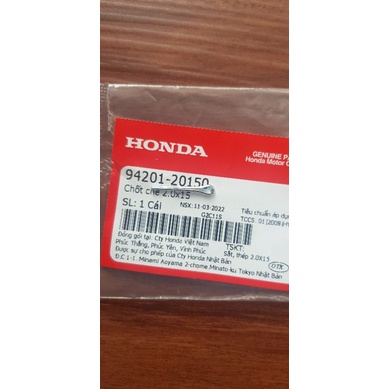 HONDA
GENUINE PA
Honda Motor C
94201-20150
Chốt chẻ 2.0x15
SL: 1 Cái
NSX: 11-03-2022
G2C11S
Tiêu chuẩn áp dụ
TCCS 01
Đóng gói tại: Cty Honda Việt Nam
Phúc Thắng, Phúc Yên, Vĩnh Phúc
TSKT:
Sắt, thép 2.0X15
Được sự cho phép của Cty Honda Nhật Bản
Đ.C 1-1. Minami Aoyama 2-chome Minato-ku Tokyo Nhật Bản